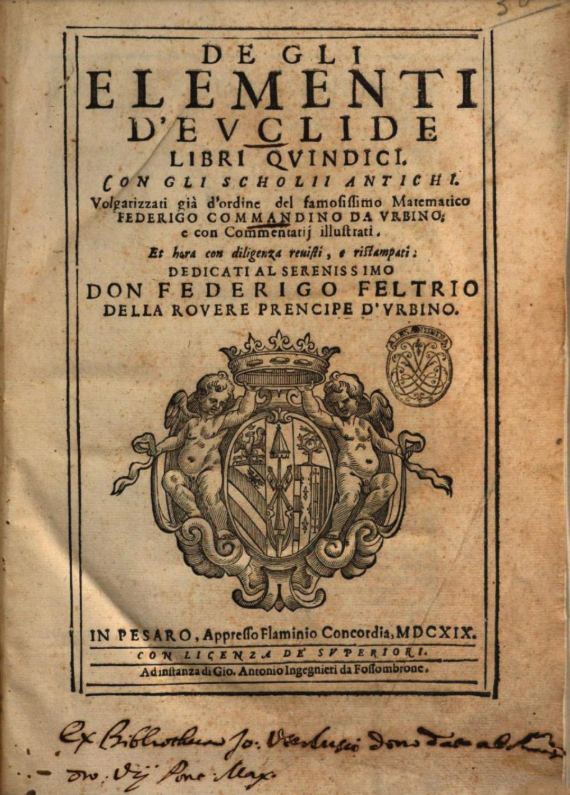 DE GLI
ELEMENTI
D'EVCLIDE
LIBRI QVINDICI.
CON GLI SCHOLII ANTICHI.
Volgarizzati già d'ordine del famosissimo Matematico
FEDERIGO COMMANDINO DA VRBINO,
e con Commentarij illustrati.
Et hora con diligenza reuisti, e ristampati:
DEDICATI AL SERENISSIMO
DON FEDERIGO FELTRIO
DELLA ROVERE PRENCIPE D'VRBINO.
IN PESARO, Appresso Flaminio Concordia, MDCXIX.
CON LICENZA DE' SVPERIORI.
Ad instanza di Gio. Antonio Ingegnieri da Fossombrone.
Ex Bibliotheca Jo:
Pont: Max: